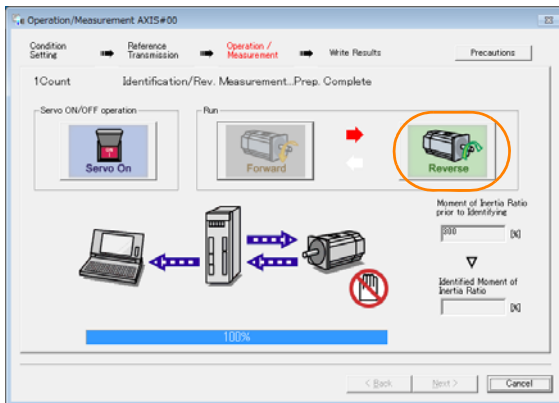 Operation/Measurement AXIS#00
Condition Setting
Reference Transmission
Operation / Measurement
Write Results
Precautions
1Count
Identification/Rev. Measurement...Prep. Complete
Servo ON/OFF operation
Run
Servo On
Forward
Reverse
Moment of Inertia Ratio
prior to Identifying
300 [%]
Identified Moment of
Inertia Ratio
[%]
100%
< Back
Next >
Cancel